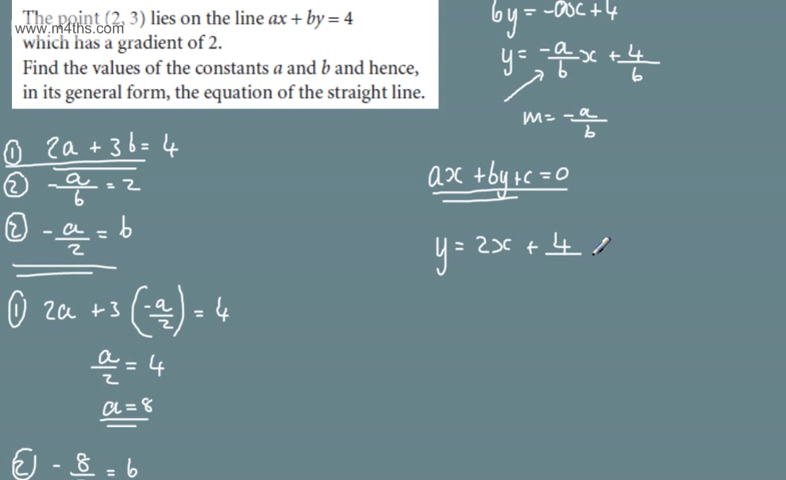 The point (2, 3) lies on the line ax + by = 4
www.m4ths.com
which has a gradient of 2.
Find the values of the constants a and b and hence,
in its general form, the equation of the straight line.
① 2a + 3b = 4
② -a/b = 2
② -a/2 = b
① 2a + 3(-a/2) = 4
a/2 = 4
a = 8
② - 8/ = b
by = -ax + 4
y = -a/b x + 4/b
m = -a/b
ax + by + c = 0
y = 2x + 4/